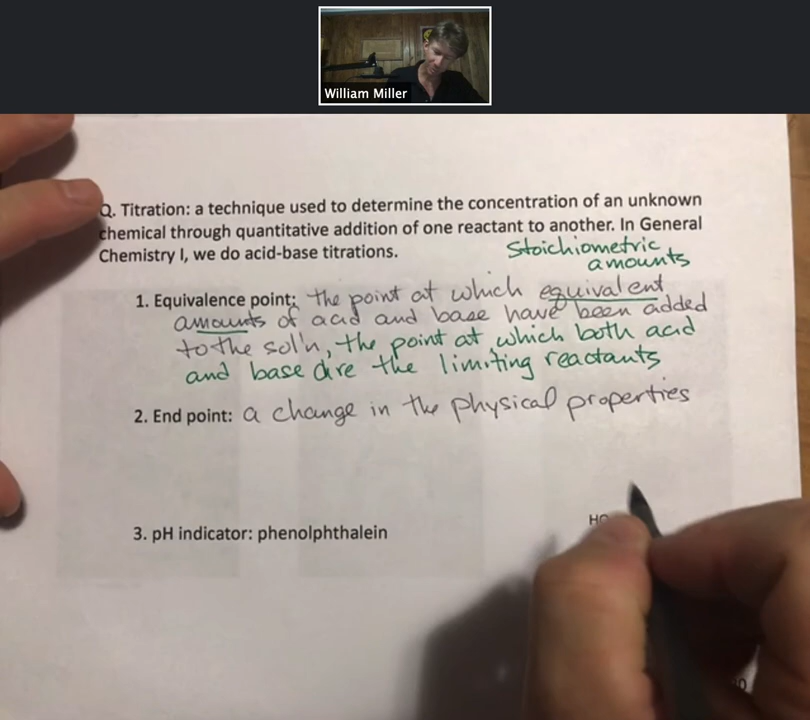 William Miller
Q. Titration: a technique used to determine the concentration of an unknown
chemical through quantitative addition of one reactant to another. In General
Chemistry I, we do acid-base titrations.
Stoichiometric
amounts
1. Equivalence point: the point at which equivalent
amounts of acid and base have been added
to the sol'n, the point at which both acid
and base are the limiting reactants
2. End point: a change in the physical properties
3. pH indicator: phenolphthalein